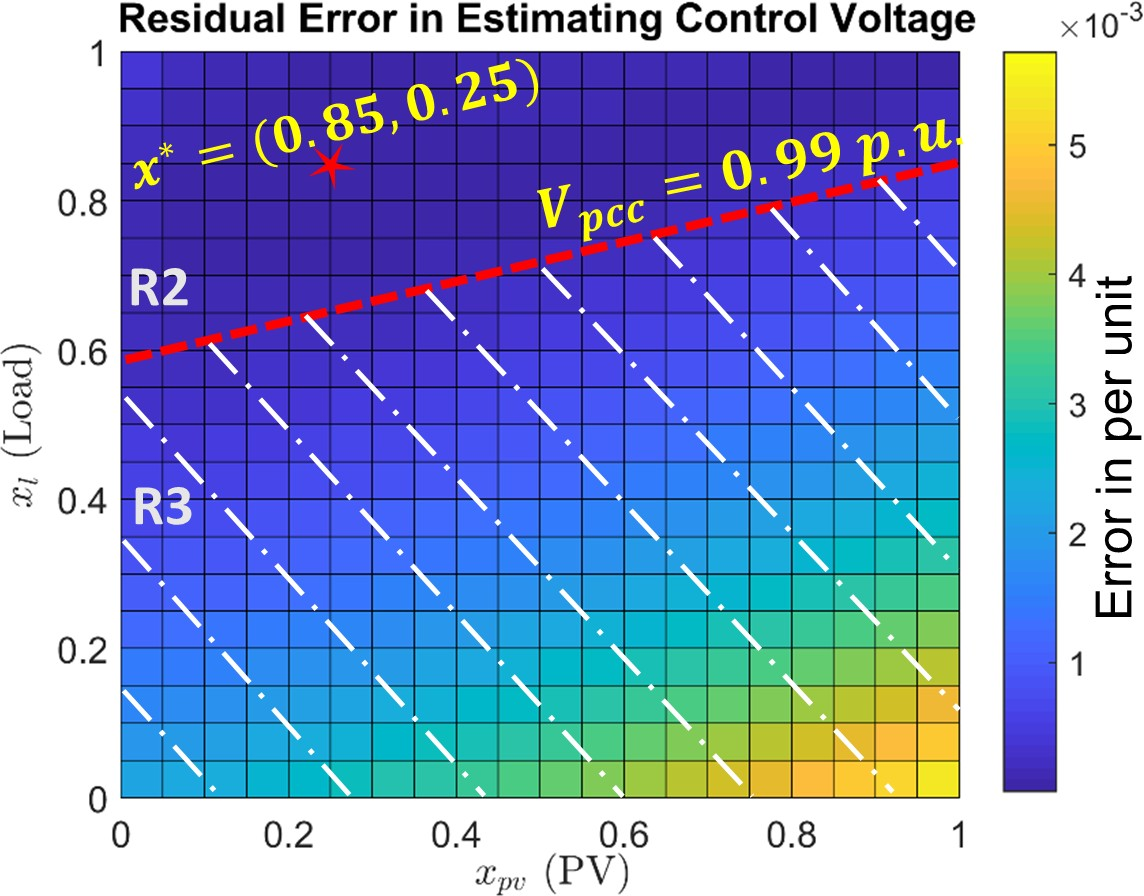 Residual Error in Estimating Control Voltage
×10⁻³
x* = (0.85, 0.25)
V_pcc = 0.99 p.u.
R2
R3
1
0.8
0.6
0.4
0.2
0
x_l (Load)
0 0.2 0.4 0.6 0.8 1
x_pv (PV)
5
4
3
2
1
Error in per unit